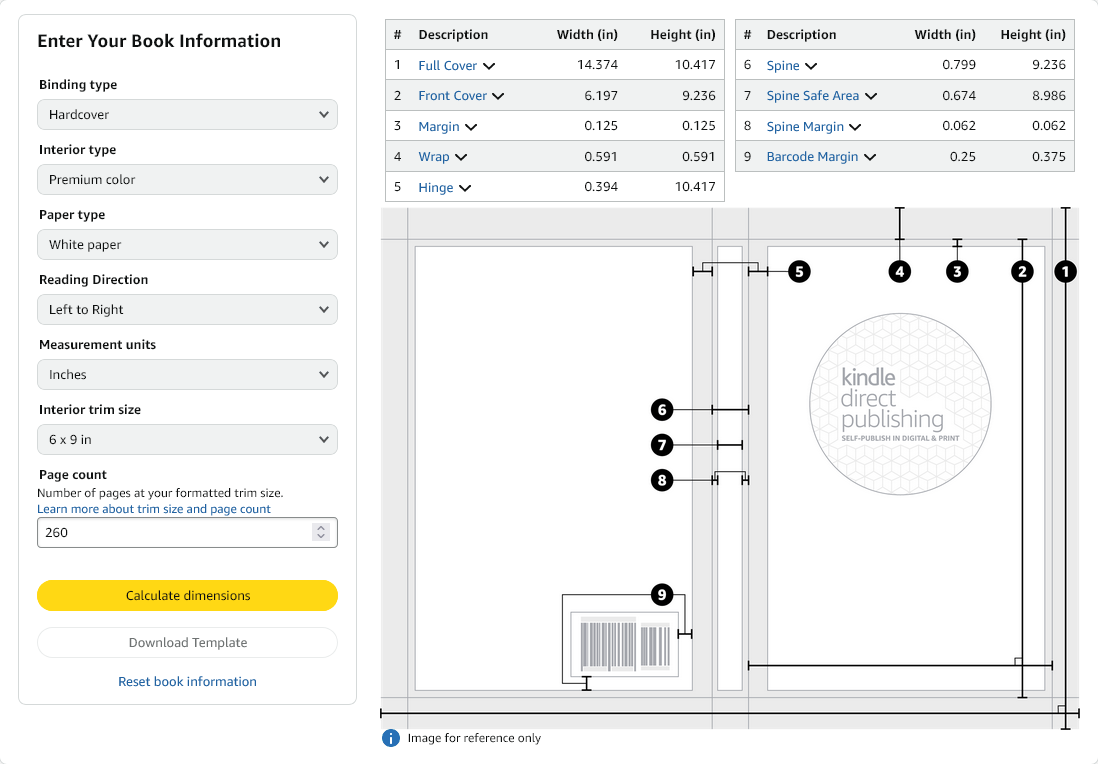 Enter Your Book Information
Binding type
Hardcover
Interior type
Premium color
Paper type
White paper
Reading Direction
Left to Right
Measurement units
Inches
Interior trim size
6 x 9 in
Page count
Number of pages at your formatted trim size.
Learn more about trim size and page count
260
Calculate dimensions
Download Template
Reset book information
# Description Width (in) Height (in)
1 Full Cover 14.374 10.417
2 Front Cover 6.197 9.236
3 Margin 0.125 0.125
4 Wrap 0.591 0.591
5 Hinge 0.394 10.417
# Description Width (in) Height (in)
6 Spine 0.799 9.236
7 Spine Safe Area 0.674 8.986
8 Spine Margin 0.062 0.062
9 Barcode Margin 0.25 0.375
5 4 3 2 1
kindle
direct
publishing
SELF-PUBLISH IN DIGITAL & PRINT
6
7
8
9
i Image for reference only